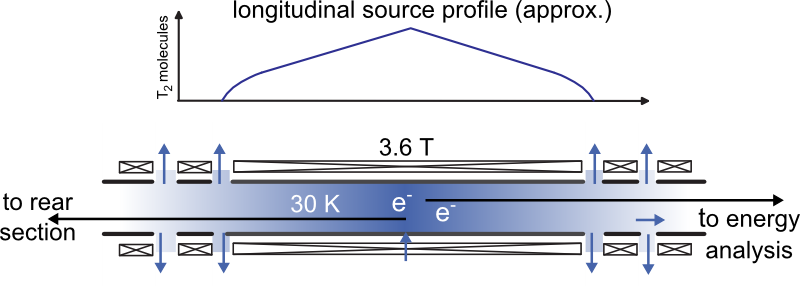 longitudinal source profile (approx.)
T2 molecules
3.6 T
to rear
section
30 K
e-
e-
to energy
analysis